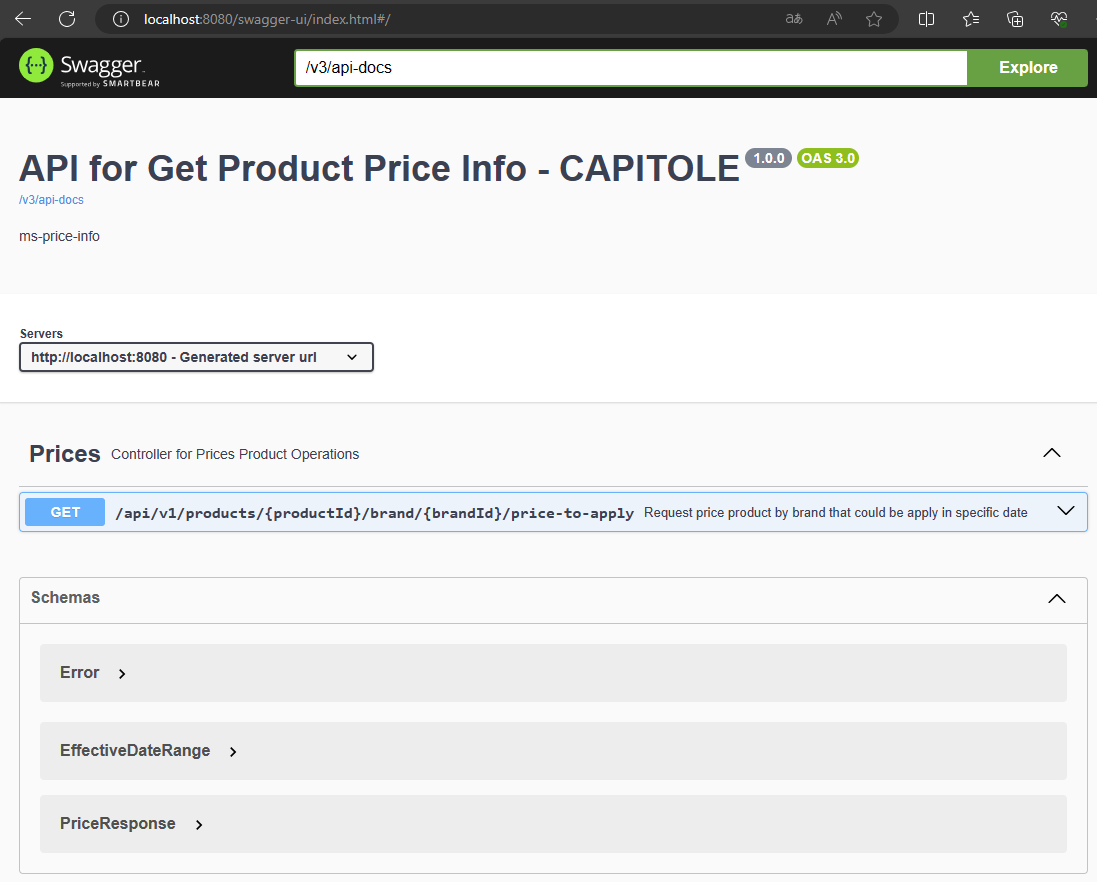 localhost:8080/swagger-ui/index.html#/
aあ
A
{···}
Swagger
Supported by SMARTBEAR
/v3/api-docs
Explore
API for Get Product Price Info - CAPITOLE 1.0.0 OAS 3.0
/v3/api-docs
ms-price-info
Servers
http://localhost:8080 - Generated server url
Prices Controller for Prices Product Operations
GET /api/v1/products/{productId}/brand/{brandId}/price-to-apply Request price product by brand that could be apply in specific date
Schemas
Error
EffectiveDateRange
PriceResponse